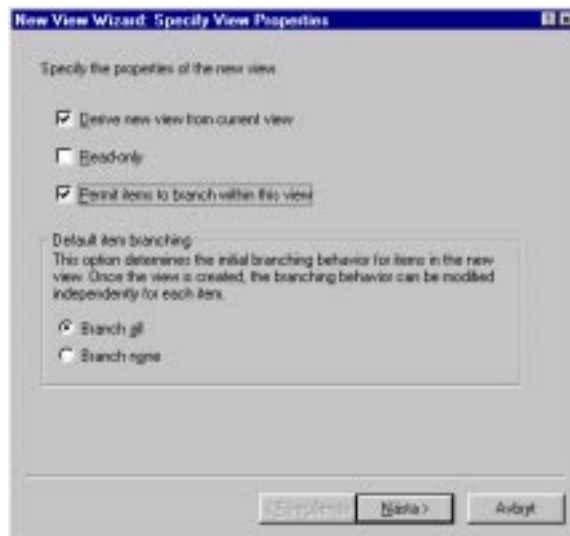 New View Wizard: Specify View Properties
Specify the properties of the new view
Derive new view from current view
Read-only
Permit items to branch within this view
Default item branching
This option determines the initial branching behavior for items in the new
view. Once the view is created, the branching behavior can be modified
independently for each item.
Branch all
Branch none
Nästa >
Avbryt